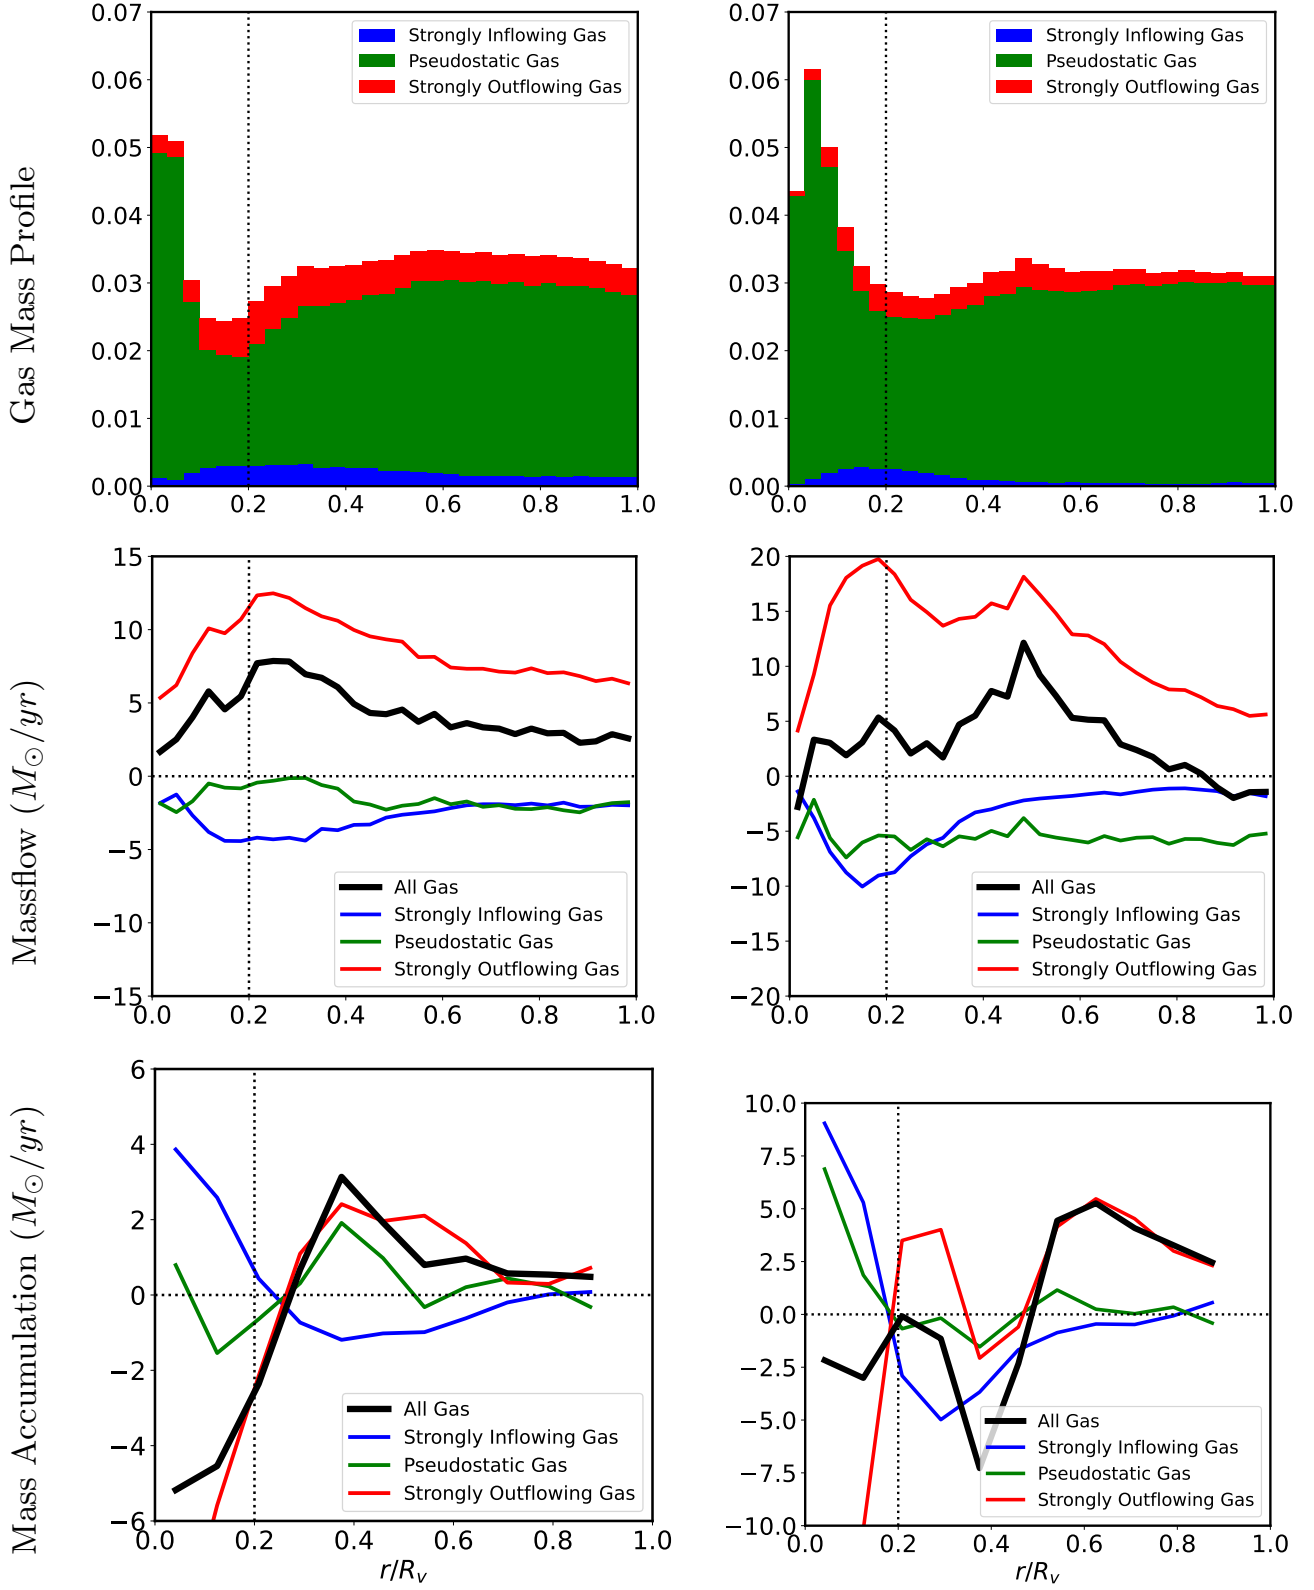 Gas Mass Profile
0.07
0.06
0.05
0.04
0.03
0.02
0.01
0.00
0.0 0.2 0.4 0.6 0.8 1.0
Strongly Inflowing Gas
Pseudostatic Gas
Strongly Outflowing Gas
0.07
0.06
0.05
0.04
0.03
0.02
0.01
0.00
0.0 0.2 0.4 0.6 0.8 1.0
Strongly Inflowing Gas
Pseudostatic Gas
Strongly Outflowing Gas
Massflow (M⊙/yr)
15
10
5
0
−5
−10
−15
0.0 0.2 0.4 0.6 0.8 1.0
All Gas
Strongly Inflowing Gas
Pseudostatic Gas
Strongly Outflowing Gas
20
15
10
5
0
−5
−10
−15
−20
0.0 0.2 0.4 0.6 0.8 1.0
All Gas
Strongly Inflowing Gas
Pseudostatic Gas
Strongly Outflowing Gas
Mass Accumulation (M⊙/yr)
6
4
2
0
−2
−4
−6
0.0 0.2 0.4 0.6 0.8 1.0
r/Rv
All Gas
Strongly Inflowing Gas
Pseudostatic Gas
Strongly Outflowing Gas
10.0
7.5
5.0
2.5
0.0
−2.5
−5.0
−7.5
−10.0
0.0 0.2 0.4 0.6 0.8 1.0
r/Rv
All Gas
Strongly Inflowing Gas
Pseudostatic Gas
Strongly Outflowing Gas